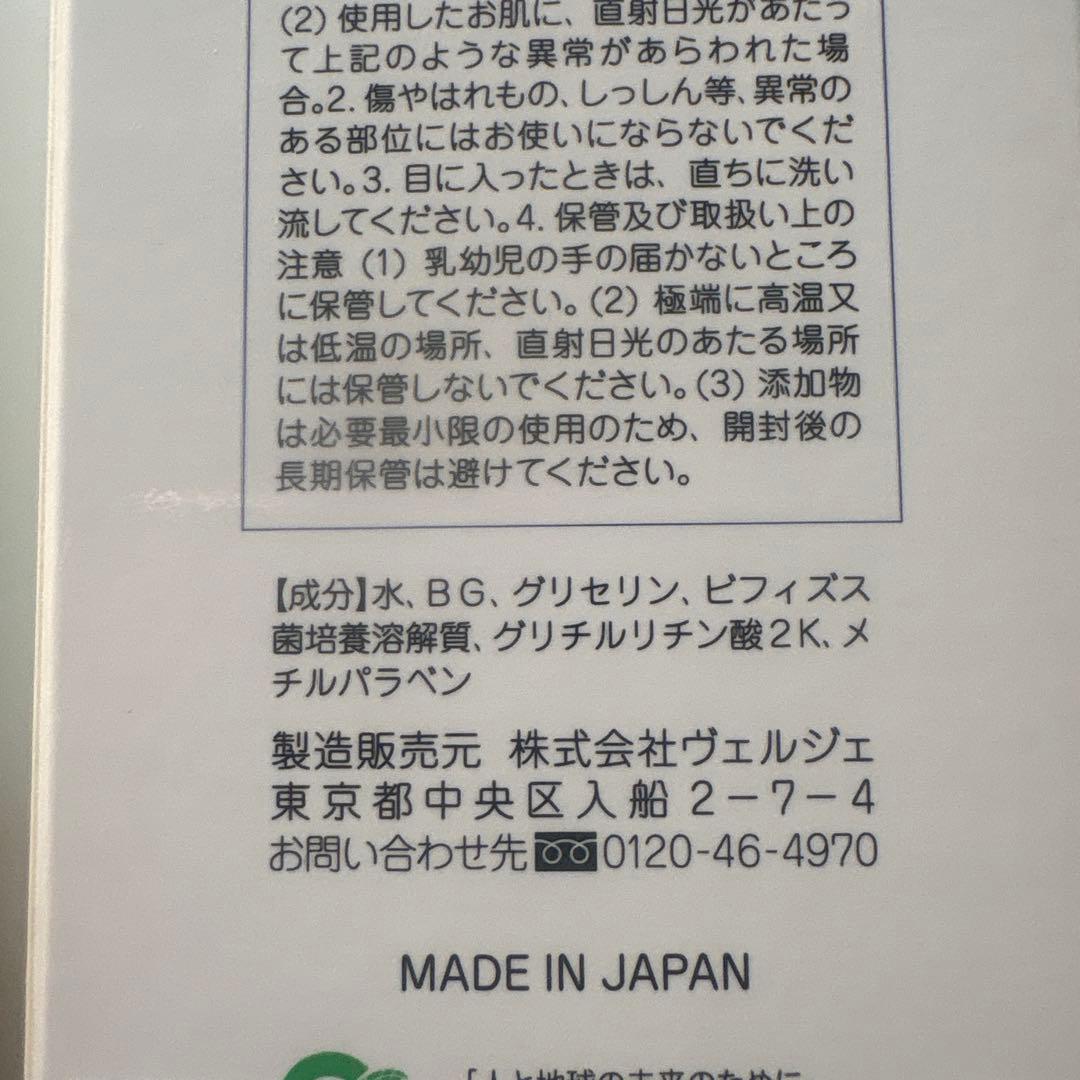 (2) 使用したお肌に、直射日光があたっ
て上記のような異常があらわれた場
合。2. 傷やはれもの、しっしん等、異常の
ある部位にはお使いにならないでくだ
さい。3. 目に入ったときは、直ちに洗い
流してください。4. 保管及び取扱い上の
注意 (1) 乳幼児の手の届かないところ
に保管してください。(2) 極端に高温又
は低温の場所、直射日光のあたる場所
には保管しないでください。(3) 添加物
は必要最小限の使用のため、開封後の
長期保管は避けてください。
【成分】水、BG、グリセリン、ビフィズス
菌培養溶解質、グリチルリチン酸2K、メ
チルパラベン
製造販売元 株式会社ヴェルジェ
東京都中央区入船2-7-4
お問い合わせ先 0120-46-4970
MADE IN JAPAN
「人と地球の未来のために